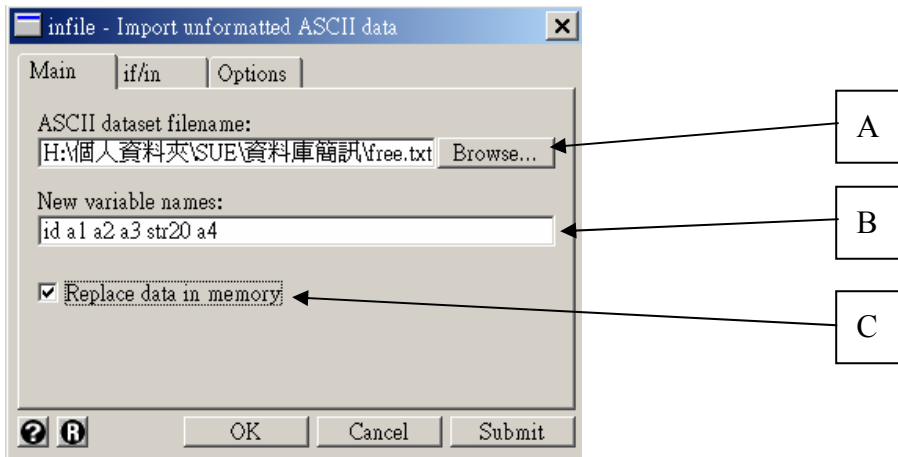 infile - Import unformatted ASCII data
Main if/in Options
ASCII dataset filename:
H:\個人資料夾\SUE\資料庫簡訊\free.txt Browse...
A
New variable names:
id a1 a2 a3 str20 a4
B
Replace data in memory
C
OK Cancel Submit